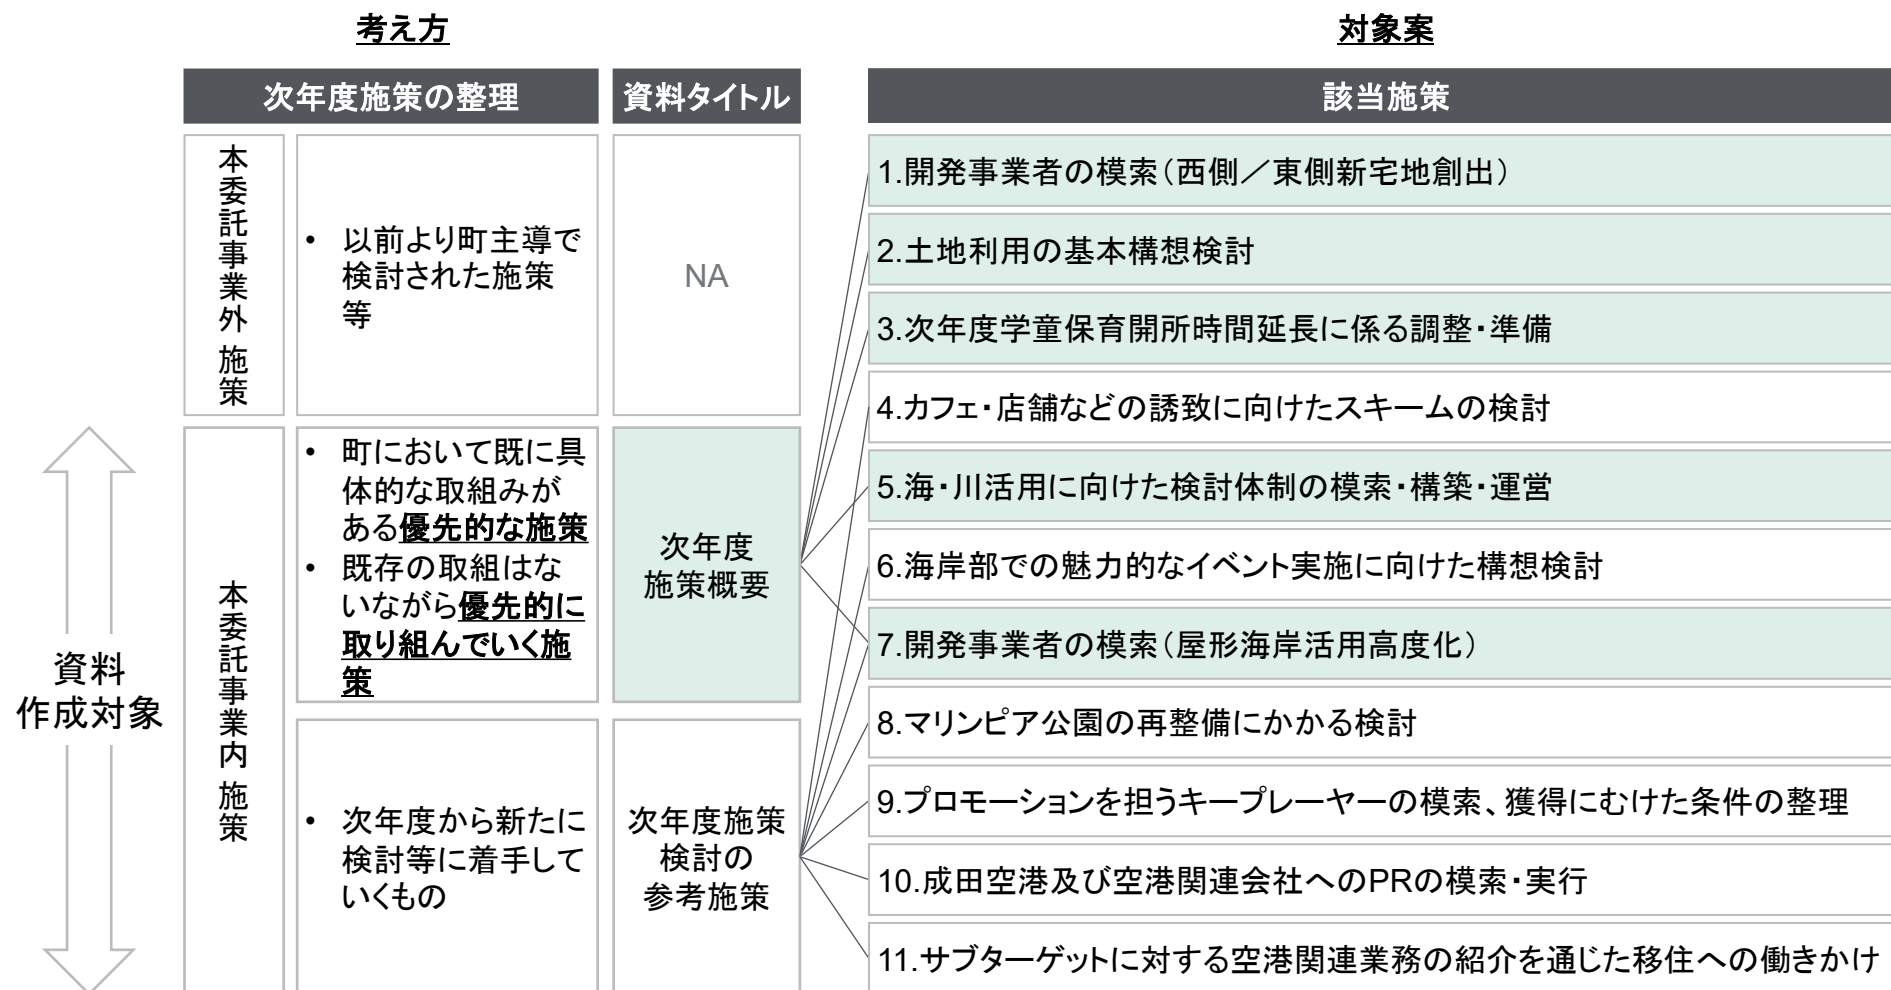 考え方
対象案
次年度施策の整理
資料タイトル
該当施策
本委託事業外 施策
• 以前より町主導で
検討された施策
等
NA
資料
作成対象
本委託事業内 施策
• 町において既に具
体的な取組みが
ある優先的な施策
• 既存の取組はな
いながら優先的に
取り組んでいく施
策
次年度
施策概要
• 次年度から新たに
検討等に着手して
いくもの
次年度施策
検討の
参考施策
1.開発事業者の模索（西側／東側新宅地創出）
2.土地利用の基本構想検討
3.次年度学童保育開所時間延長に係る調整・準備
4.カフェ・店舗などの誘致に向けたスキームの検討
5.海・川活用に向けた検討体制の模索・構築・運営
6.海岸部での魅力的なイベント実施に向けた構想検討
7.開発事業者の模索（屋形海岸活用高度化）
8.マリンピア公園の再整備にかかる検討
9.プロモーションを担うキープレーヤーの模索、獲得にむけた条件の整理
10.成田空港及び空港関連会社へのPRの模索・実行
11.サブターゲットに対する空港関連業務の紹介を通じた移住への働きかけ